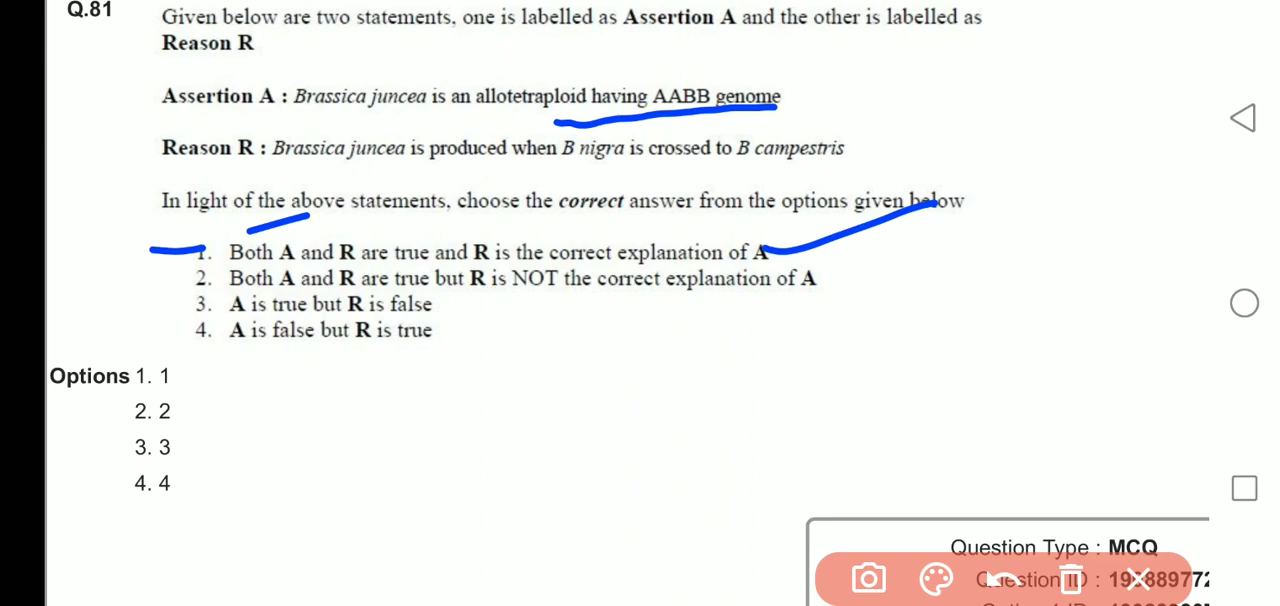 Q.81
Given below are two statements, one is labelled as Assertion A and the other is labelled as
Reason R
Assertion A : Brassica juncea is an allotetraploid having AABB genome
Reason R : Brassica juncea is produced when B nigra is crossed to B campestris
In light of the above statements, choose the correct answer from the options given below
1. Both A and R are true and R is the correct explanation of A
2. Both A and R are true but R is NOT the correct explanation of A
3. A is true but R is false
4. A is false but R is true
Options 1. 1
2. 2
3. 3
4. 4
Question Type : MCQ
Question ID :